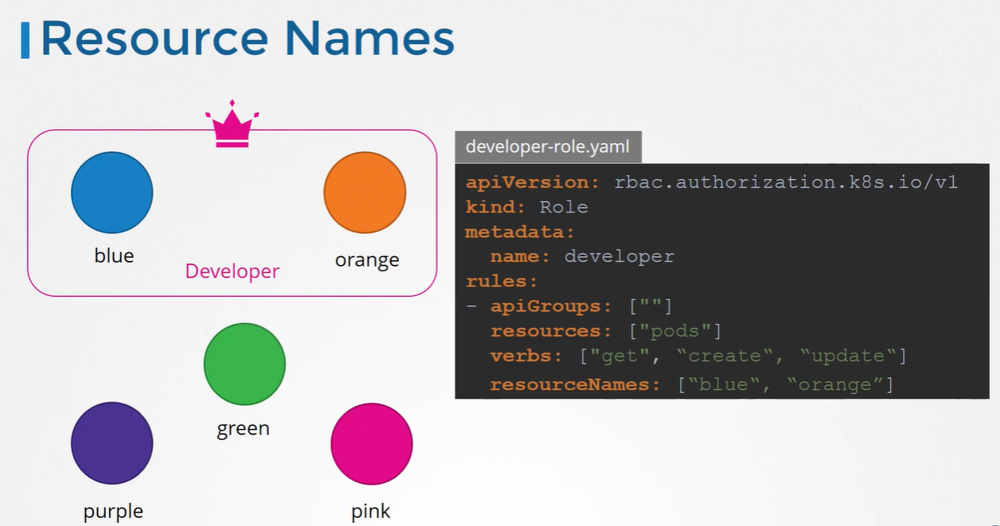 Resource Names
blue
orange
Developer
green
purple
pink
developer-role.yaml
apiVersion: rbac.authorization.k8s.io/v1
kind: Role
metadata:
  name: developer
rules:
- apiGroups: [""]
  resources: ["pods"]
  verbs: ["get", “create“, “update“]
  resourceNames: [“blue“, “orange”]